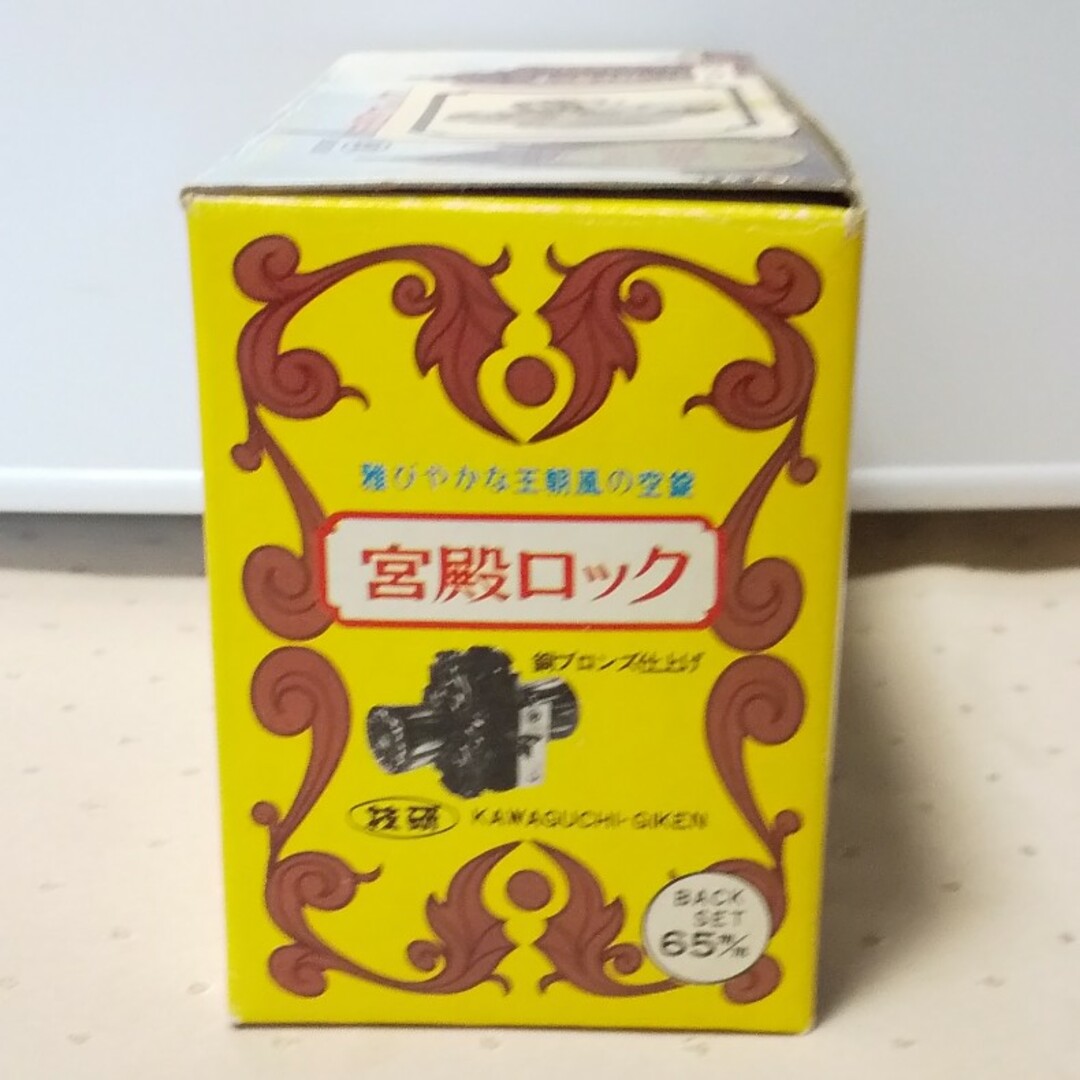 雅びやかな王朝風の空錠
宮殿ロック
銅ブロンズ仕上げ
技研 KAWAGUCHI-GIKEN
BACK
SET
65m/m